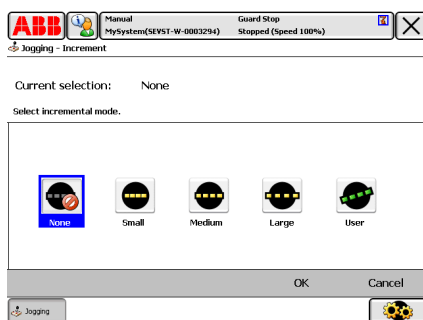 ABB
Manual
Guard Stop
MySystem(SEVST-W-0003294)
Stopped (Speed 100%)
Jogging - Increment
Current selection: None
Select incremental mode.
None
Small
Medium
Large
User
OK
Cancel
Jogging